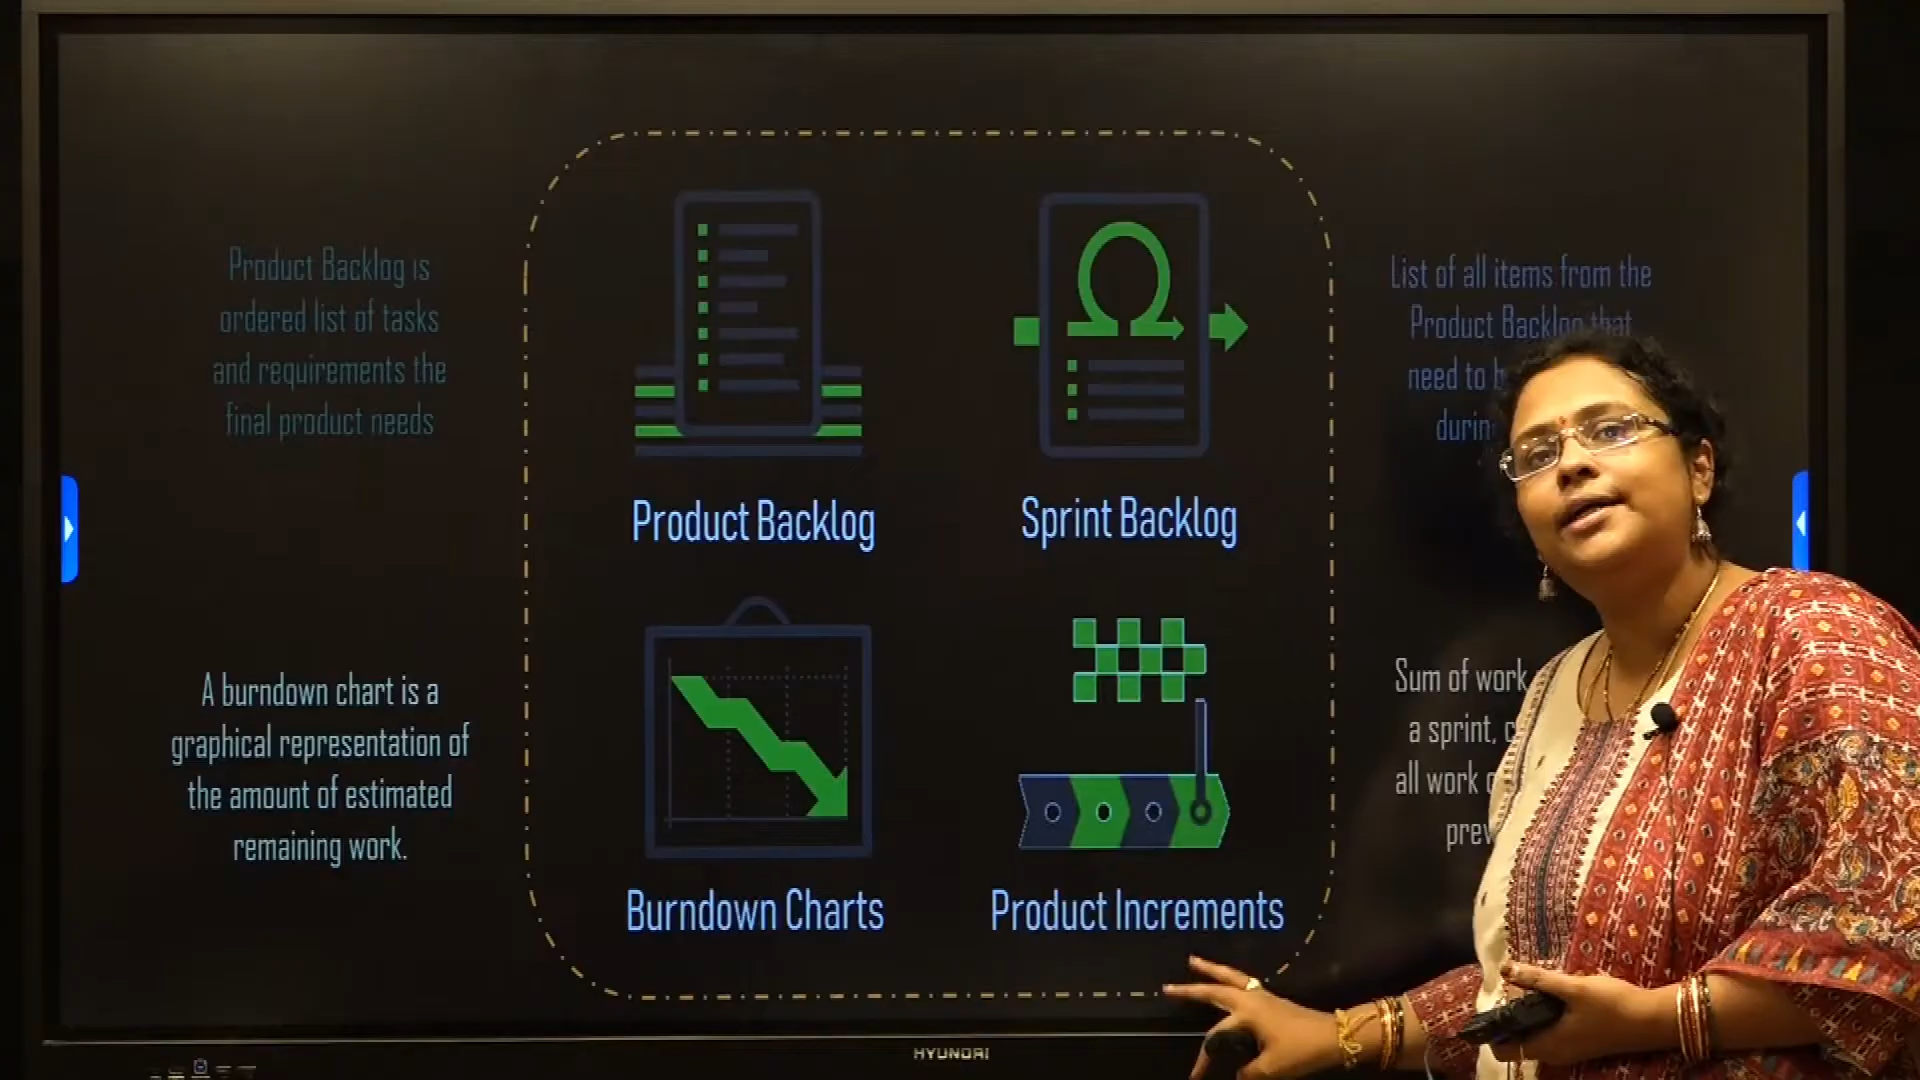 Product Backlog is
ordered list of tasks
and requirements the
final product needs
List of all items from the
Product Backlog that
need to
during
Product Backlog
Sprint Backlog
A burndown chart is a
graphical representation of
the amount of estimated
remaining work.
Sum of work
a sprint,
all work
Burndown Charts
Product Increments
HYUNDAI